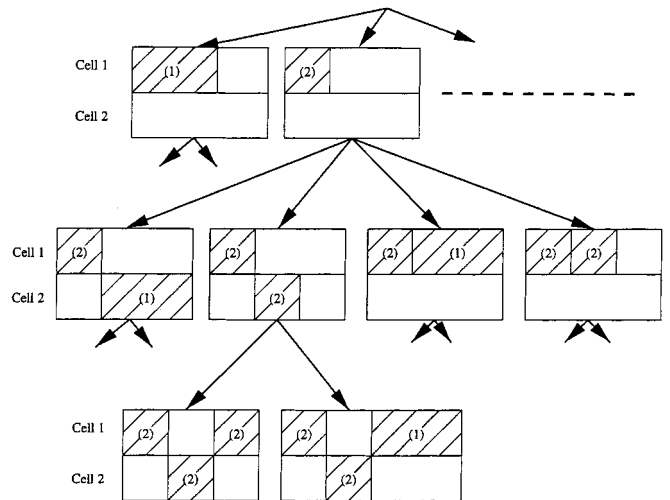 Cell 1 (1) (2)
Cell 2
Cell 1 (2) (2) (2) (1) (2) (2)
Cell 2 (1) (2)
Cell 1 (2) (2) (2) (1)
Cell 2 (2) (2)